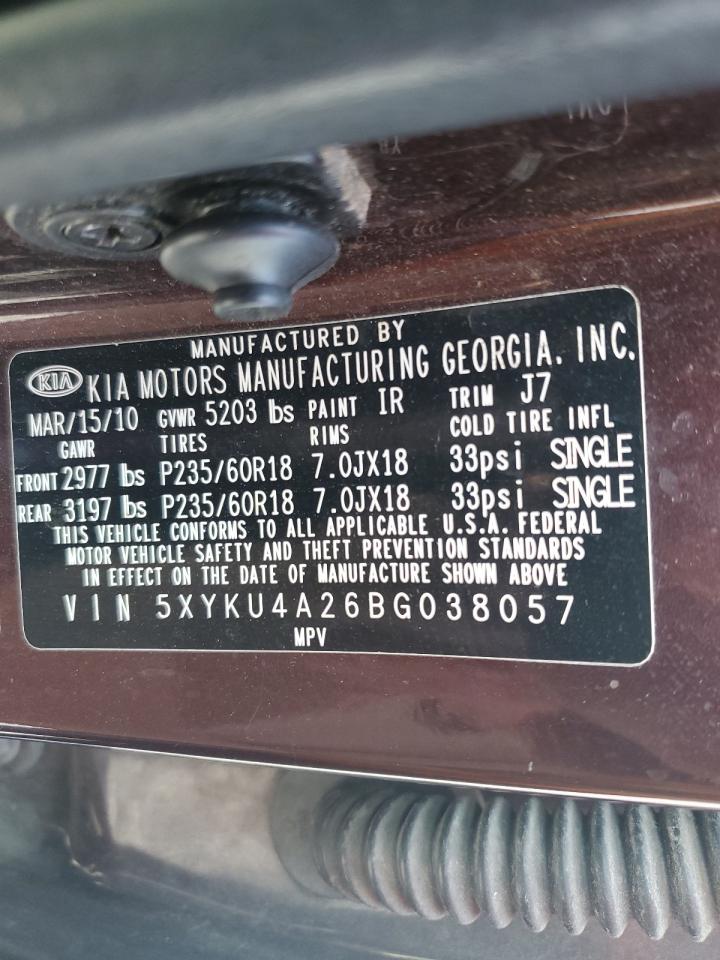 MANUFACTURED BY
KIA KIA MOTORS MANUFACTURING GEORGIA, INC.
MAR/15/10 GVWR 5203 lbs PAINT IR TRIM J7
GAWR TIRES RIMS COLD TIRE INFL
FRONT 2977 lbs P235/60R18 7.0JX18 33psi SINGLE
REAR 3197 lbs P235/60R18 7.0JX18 33psi SINGLE
THIS VEHICLE CONFORMS TO ALL APPLICABLE U.S.A. FEDERAL
MOTOR VEHICLE SAFETY AND THEFT PREVENTION STANDARDS
IN EFFECT ON THE DATE OF MANUFACTURE SHOWN ABOVE
VIN 5XYKU4A26BG038057
MPV